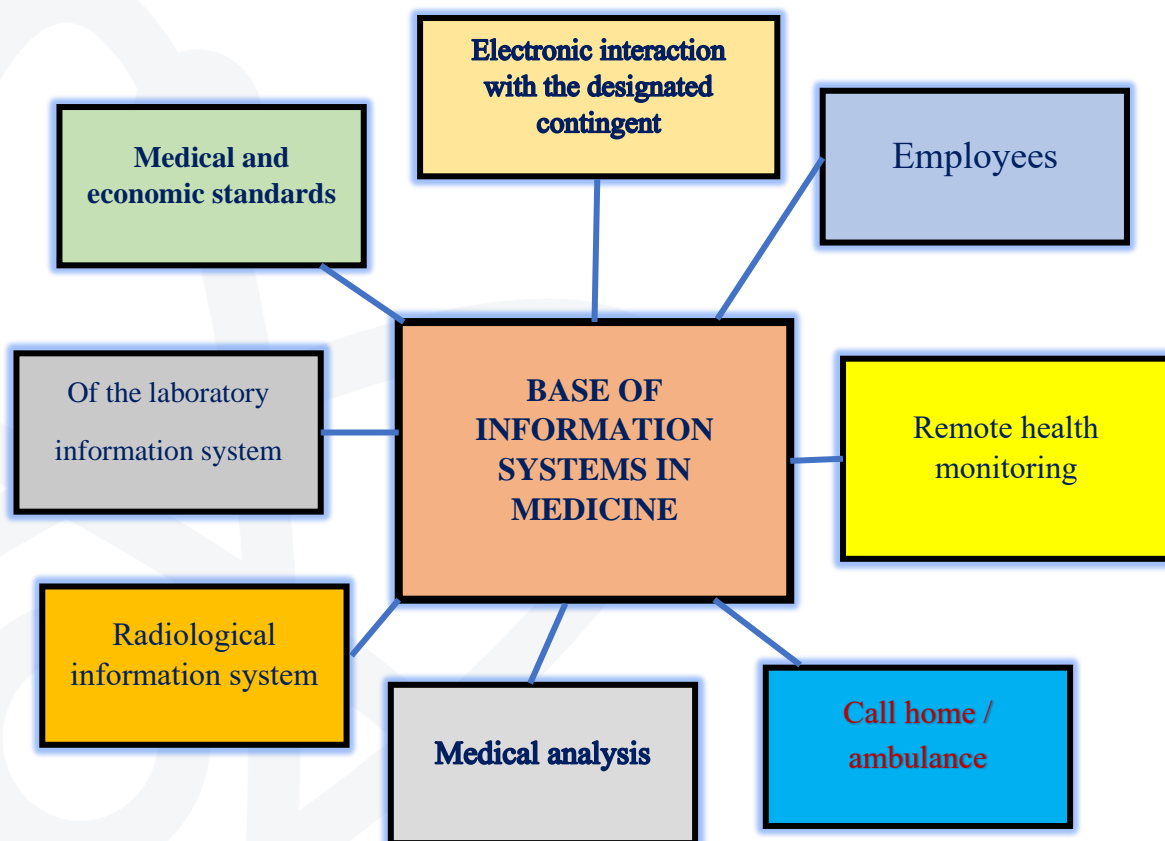 Electronic interaction
with the designated
contingent
Medical and
economic standards
Employees
Of the laboratory
information system
BASE OF
INFORMATION
SYSTEMS IN
MEDICINE
Remote health
monitoring
Radiological
information system
Medical analysis
Call home /
ambulance